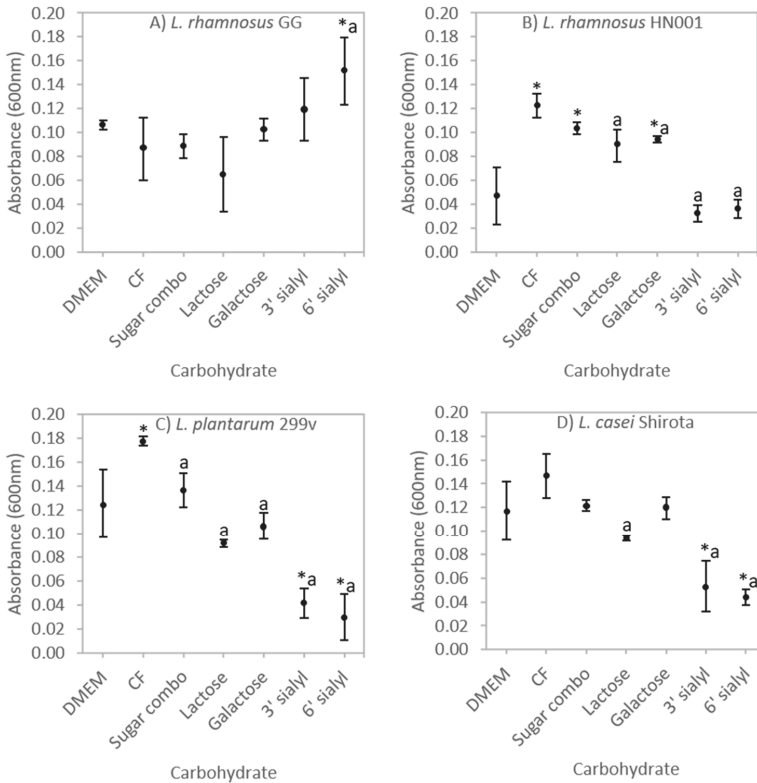 A) L. rhamnosus GG
*a
0.16
0.14
0.12
0.10
0.08
0.06
0.04
0.02
0.00
Absorbance (600nm)
DMEM
CF
Sugar combo
Lactose
Galactose
3' sialyl
6' sialyl
Carbohydrate
B) L. rhamnosus HN001
0.20
0.18
0.16
0.14
0.12
0.10
0.08
0.06
0.04
0.02
0.00
* * a *a a a
Absorbance (600nm)
DMEM
CF
Sugar combo
Lactose
Galactose
3' sialyl
6' sialyl
Carbohydrate
C) L. plantarum 299v
0.20
0.18
0.16
0.14
0.12
0.10
0.08
0.06
0.04
0.02
0.00
* a a a *a *a
Absorbance (600nm)
DMEM
CF
Sugar combo
Lactose
Galactose
3' sialyl
6' sialyl
Carbohydrate
D) L. casei Shirota
0.20
0.18
0.16
0.14
0.12
0.10
0.08
0.06
0.04
0.02
0.00
a *a *a
Absorbance (600nm)
DMEM
CF
Sugar combo
Lactose
Galactose
3' sialyl
6' sialyl
Carbohydrate